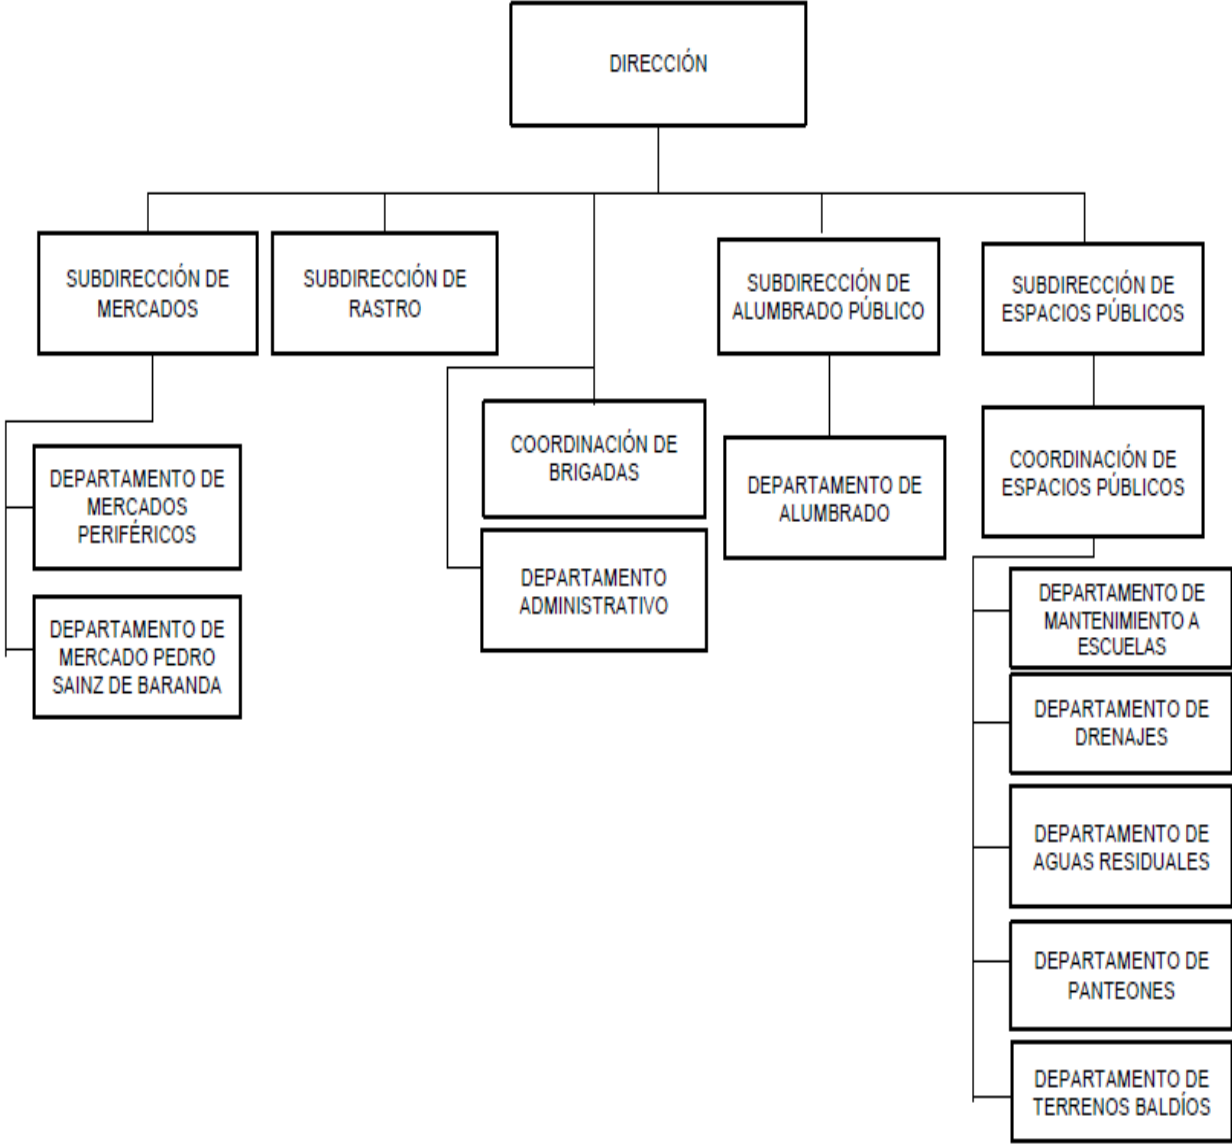 DIRECCIÓN
SUBDIRECCIÓN DE
MERCADOS
SUBDIRECCIÓN DE
RASTRO
SUBDIRECCIÓN DE
ALUMBRADO PÚBLICO
SUBDIRECCIÓN DE
ESPACIOS PÚBLICOS
DEPARTAMENTO DE
MERCADOS
PERIFÉRICOS
DEPARTAMENTO DE
MERCADO PEDRO
SAINZ DE BARANDA
COORDINACIÓN DE
BRIGADAS
DEPARTAMENTO
ADMINISTRATIVO
DEPARTAMENTO DE
ALUMBRADO
COORDINACIÓN DE
ESPACIOS PÚBLICOS
DEPARTAMENTO DE
MANTENIMIENTO A
ESCUELAS
DEPARTAMENTO DE
DRENAJES
DEPARTAMENTO DE
AGUAS RESIDUALES
DEPARTAMENTO DE
PANTEONES
DEPARTAMENTO DE
TERRENOS BALDÍOS